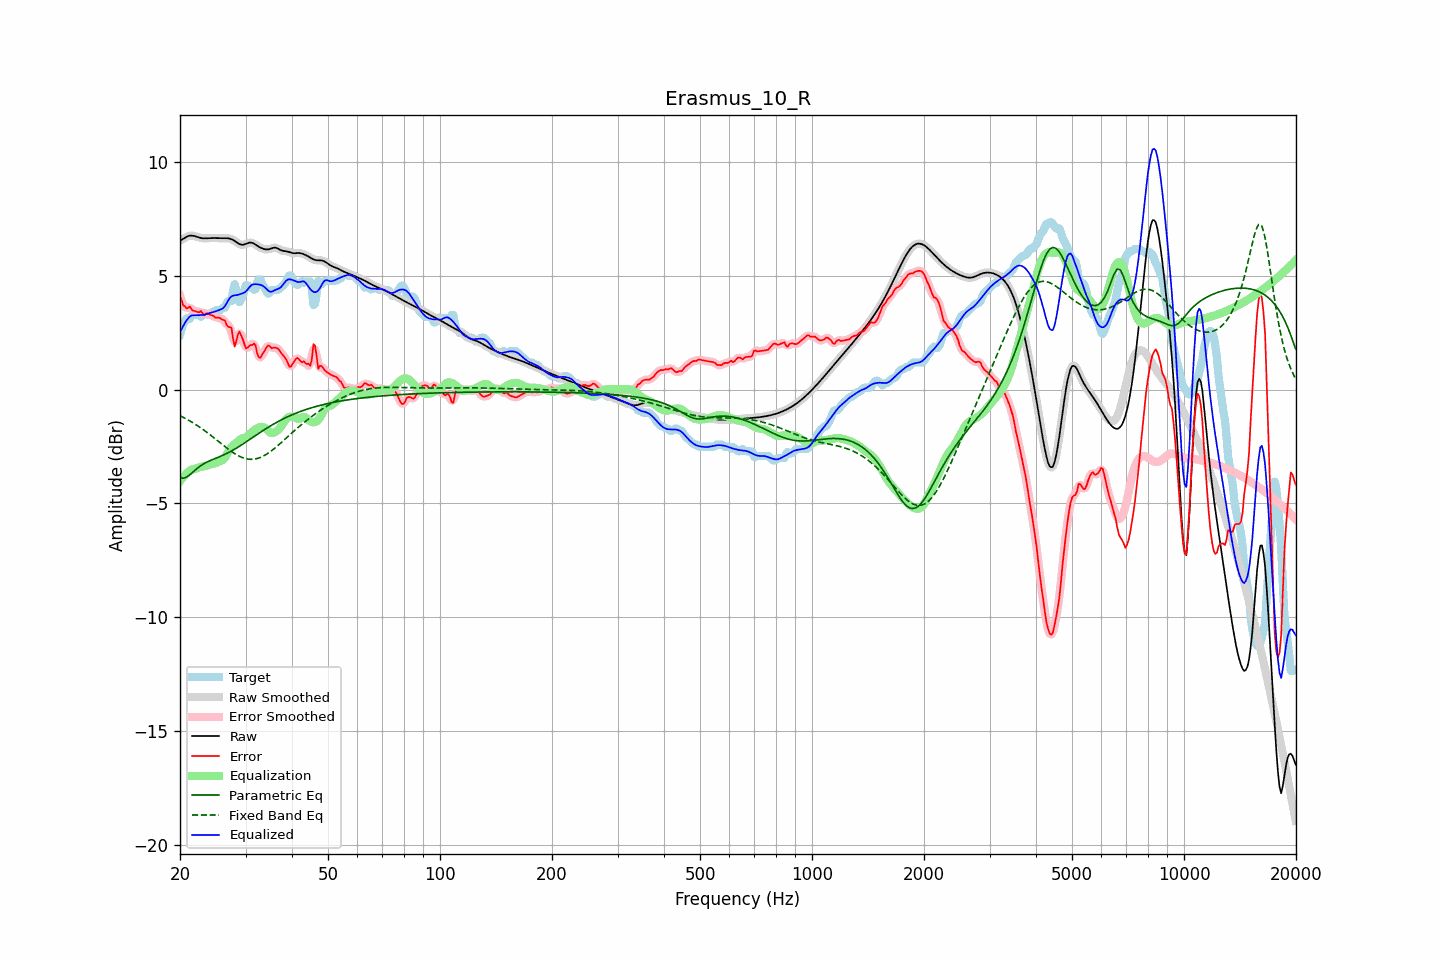 Erasmus_10_R
Amplitude (dBr)
10
5
0
−5
−10
−15
−20
Target
Raw Smoothed
Error Smoothed
Raw
Error
Equalization
Parametric Eq
Fixed Band Eq
Equalized
20 50 100 200 500 1000 2000 5000 10000 20000
Frequency (Hz)